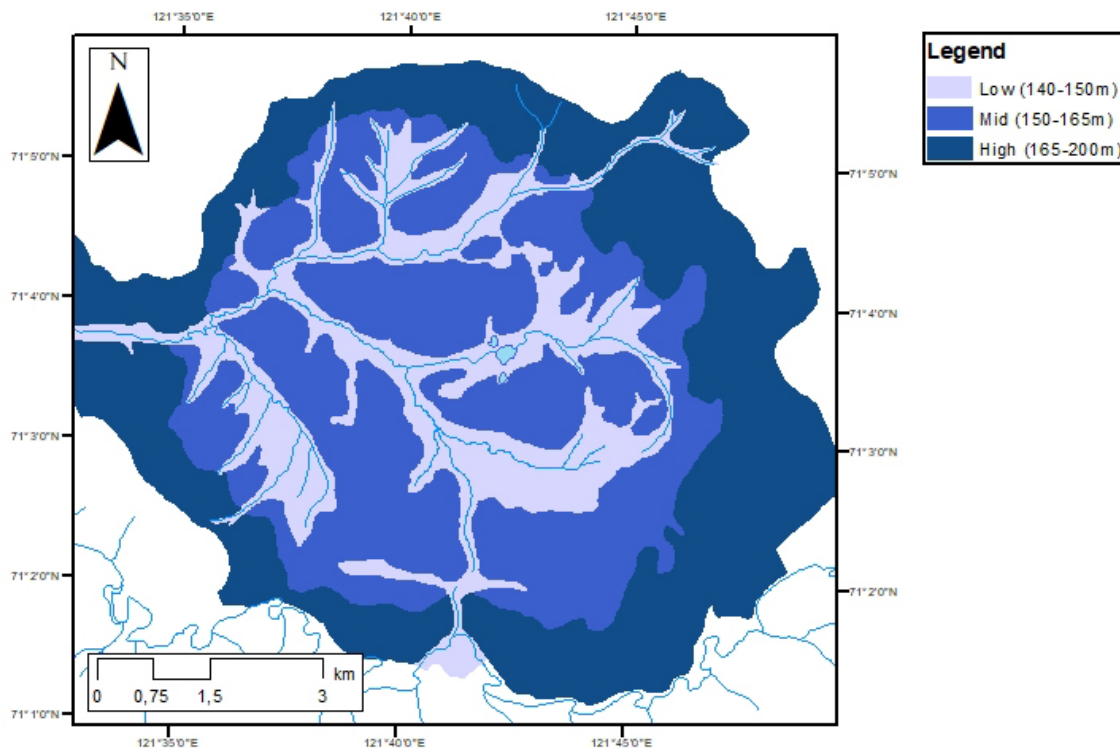 121°35'0"E 121°40'0"E 121°45'0"E
N
Legend
Low (140-150m)
Mid (150-165m)
High (165-200m)
71°5'0"N 71°5'0"N
71°4'0"N 71°4'0"N
71°3'0"N 71°3'0"N
71°2'0"N 71°2'0"N
km
0 0,75 1,5 3
71°1'0"N 71°1'0"N
121°35'0"E 121°40'0"E 121°45'0"E